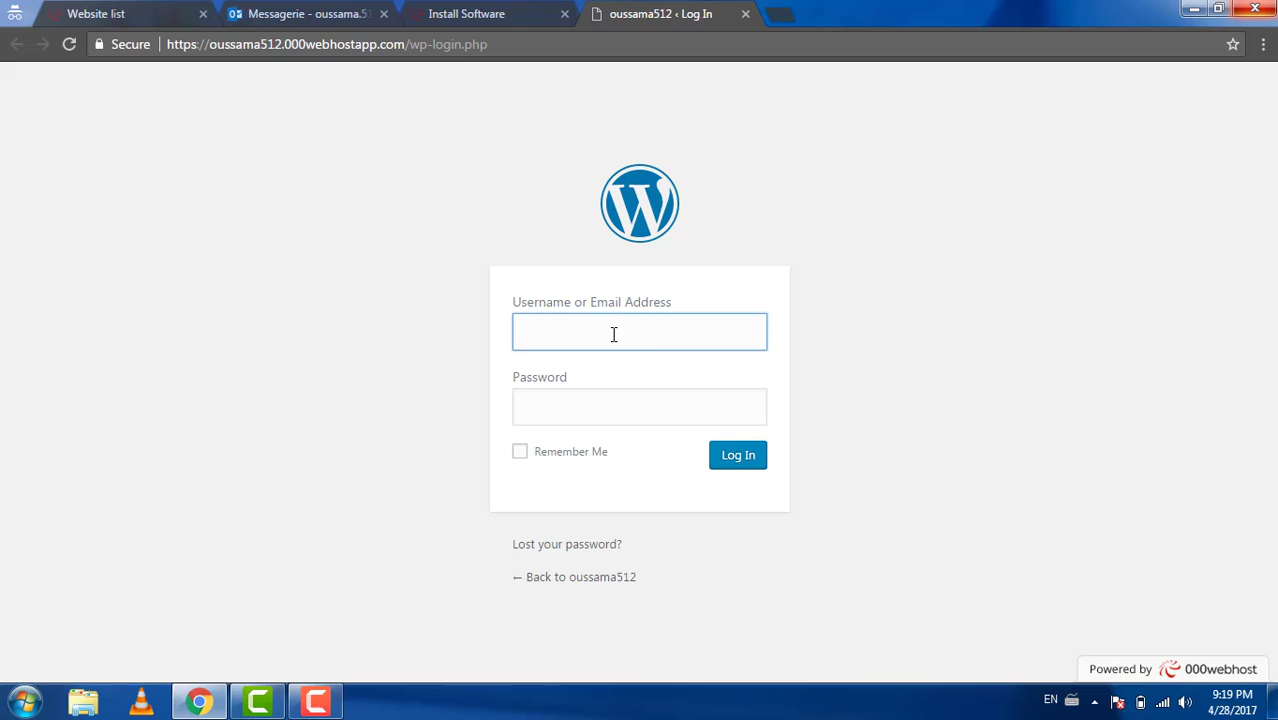 Website list
Messagerie - oussama.51
Install Software
oussama512 ‹ Log In
Secure
https://oussama512.000webhostapp.com/wp-login.php
Username or Email Address
Password
Remember Me
Log In
Lost your password?
← Back to oussama512
Powered by 000webhost
EN
9:19 PM
4/28/2017